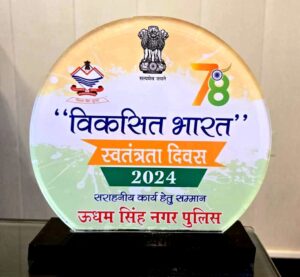 सत्यमेव जयते
78
"विकसित भारत"
स्वतंत्रता दिवस
2024
सराहनीय कार्य हेतु सम्मान
ऊधम सिंह नगर पुलिस